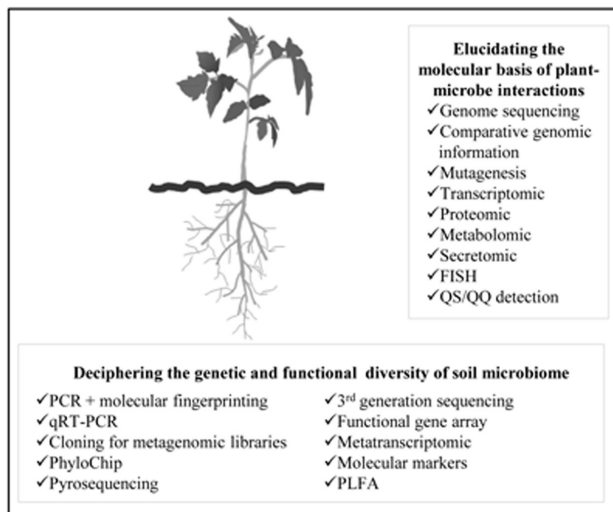 Elucidating the
molecular basis of plant-
microbe interactions
✓Genome sequencing
✓Comparative genomic
information
✓Mutagenesis
✓Transcriptomic
✓Proteomic
✓Metabolomic
✓Secretomic
✓FISH
✓QS/QQ detection
Deciphering the genetic and functional diversity of soil microbiome
✓PCR + molecular fingerprinting
✓qRT-PCR
✓Cloning for metagenomic libraries
✓PhyloChip
✓Pyrosequencing
✓3rd generation sequencing
✓Functional gene array
✓Metatranscriptomic
✓Molecular markers
✓PLFA